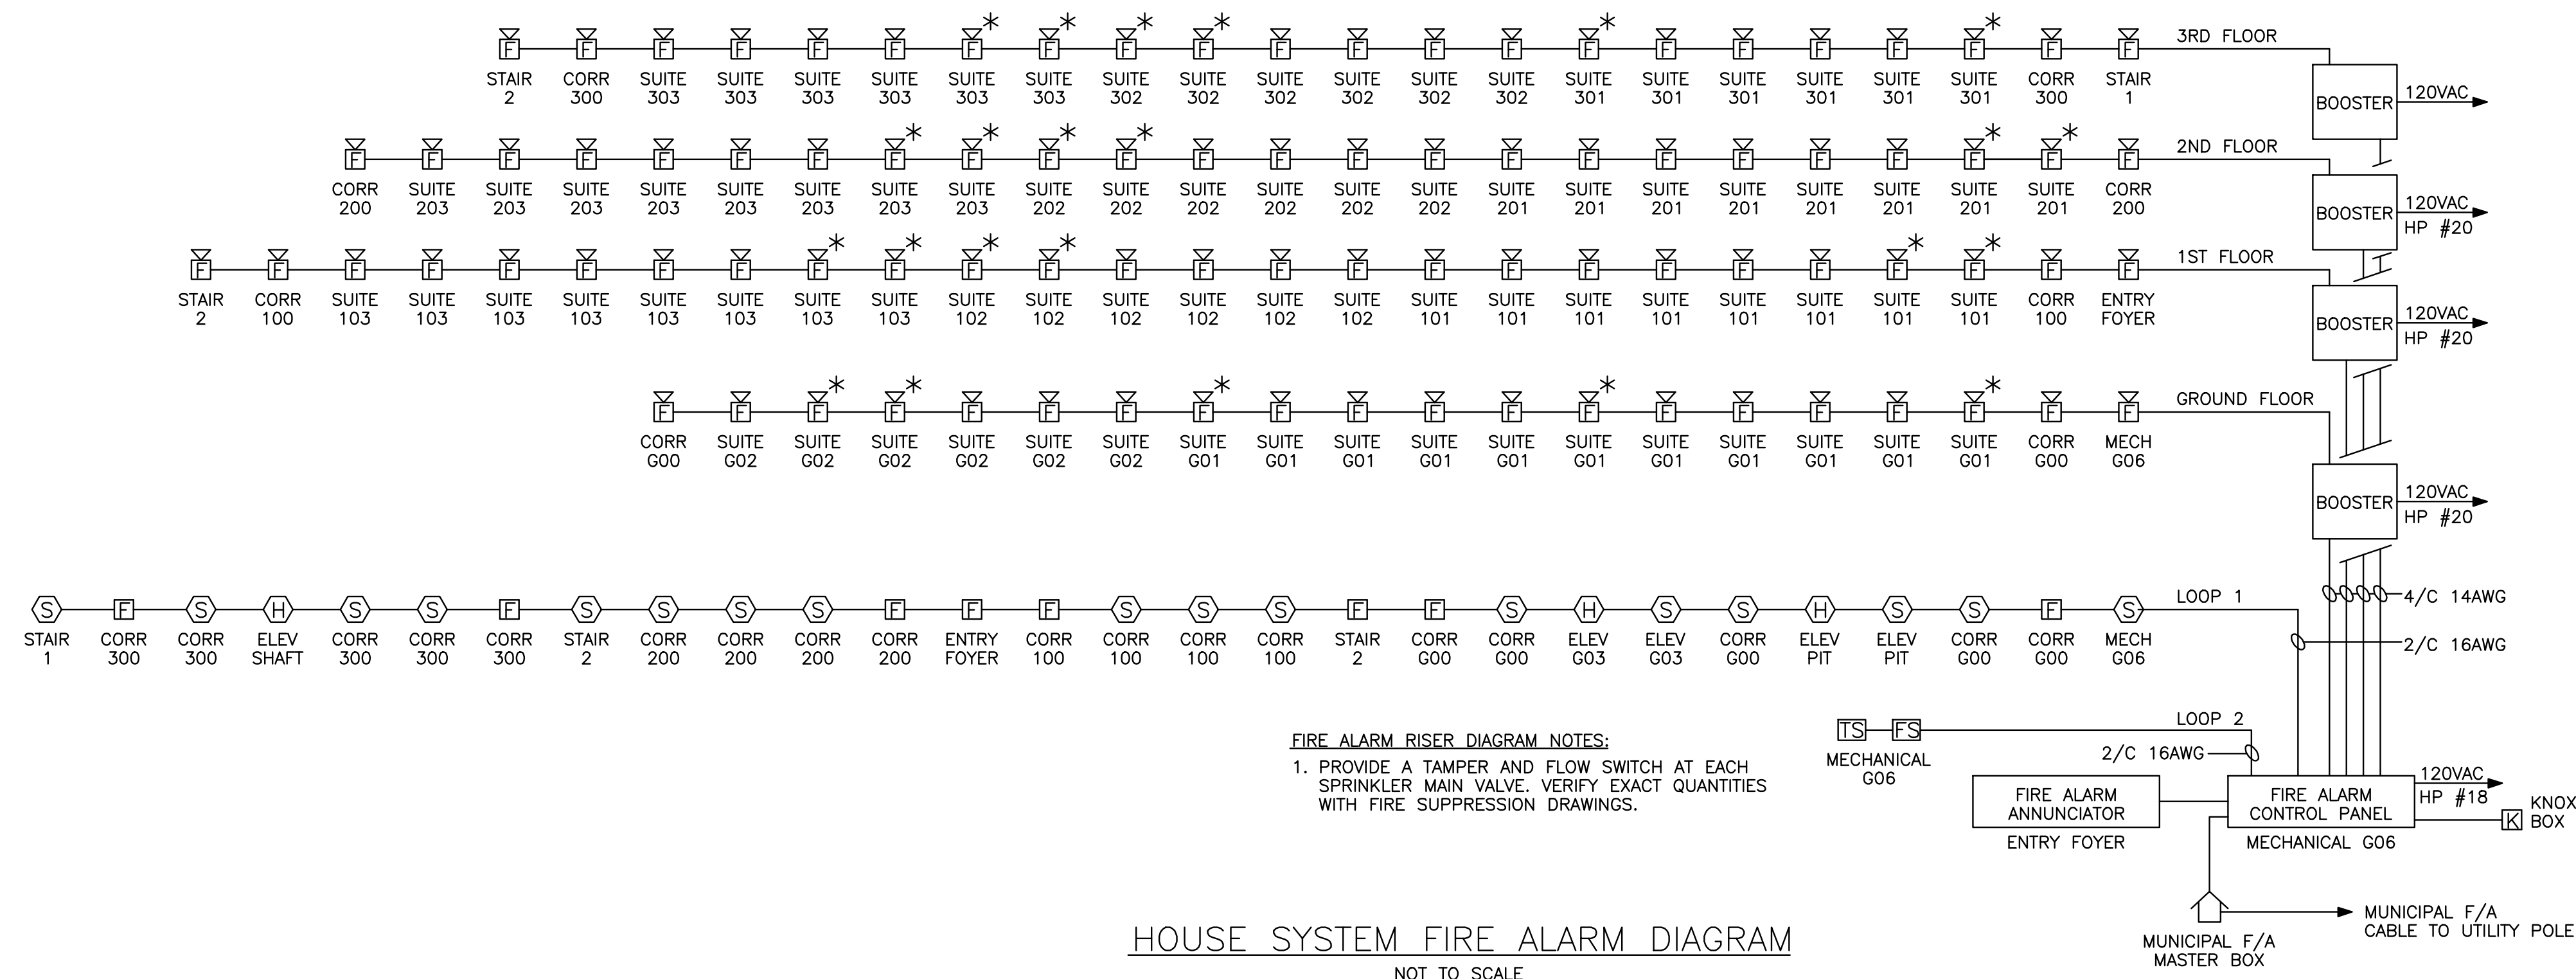 * * * * * *
F F F F F F F F F F F F F F F F F F F F F F 3RD FLOOR
STAIR CORR SUITE SUITE SUITE SUITE SUITE SUITE SUITE SUITE SUITE SUITE SUITE SUITE SUITE SUITE SUITE SUITE SUITE SUITE CORR STAIR
2 300 303 303 303 303 303 303 302 302 302 302 302 302 301 301 301 301 301 301 300 1
BOOSTER 120VAC
* * * * * *
F F F F F F F F F F F F F F F F F F F F F F F F 2ND FLOOR
CORR SUITE SUITE SUITE SUITE SUITE SUITE SUITE SUITE SUITE SUITE SUITE SUITE SUITE SUITE SUITE SUITE SUITE SUITE SUITE SUITE SUITE SUITE CORR
200 203 203 203 203 203 203 203 203 202 202 202 202 202 202 201 201 201 201 201 201 201 201 200
BOOSTER 120VAC
HP #20
* * * * * *
F F F F F F F F F F F F F F F F F F F F F F F F F F 1ST FLOOR
STAIR CORR SUITE SUITE SUITE SUITE SUITE SUITE SUITE SUITE SUITE SUITE SUITE SUITE SUITE SUITE SUITE SUITE SUITE SUITE SUITE SUITE SUITE SUITE CORR ENTRY
2 100 103 103 103 103 103 103 103 103 102 102 102 102 102 102 101 101 101 101 101 101 101 101 100 FOYER
BOOSTER 120VAC
HP #20
* * * * *
F F F F F F F F F F F F F F F F F F F F GROUND FLOOR
CORR SUITE SUITE SUITE SUITE SUITE SUITE SUITE SUITE SUITE SUITE SUITE SUITE SUITE SUITE SUITE SUITE SUITE CORR MECH
G00 G02 G02 G02 G02 G02 G02 G01 G01 G01 G01 G01 G01 G01 G01 G01 G01 G01 G00 G06
BOOSTER 120VAC
HP #20
S F S H S S F S S S S F F F S S S F F S H S S H S S F S LOOP 1
4/C 14AWG
STAIR CORR CORR ELEV CORR CORR CORR STAIR CORR CORR CORR CORR ENTRY CORR CORR CORR CORR STAIR CORR CORR ELEV ELEV CORR ELEV ELEV CORR CORR MECH
1 300 300 SHAFT 300 300 300 2 200 200 200 200 FOYER 100 100 100 100 2 G00 G00 G03 G03 G00 PIT PIT G00 G00 G06
2/C 16AWG
FIRE ALARM RISER DIAGRAM NOTES:
1. PROVIDE A TAMPER AND FLOW SWITCH AT EACH
SPRINKLER MAIN VALVE. VERIFY EXACT QUANTITIES
WITH FIRE SUPPRESSION DRAWINGS.
TS FS LOOP 2
MECHANICAL
G06
2/C 16AWG
FIRE ALARM
ANNUNCIATOR
ENTRY FOYER
FIRE ALARM
CONTROL PANEL
MECHANICAL G06
120VAC
HP #18
K
KNOX
BOX
MUNICIPAL F/A
CABLE TO UTILITY POLE
MUNICIPAL F/A
MASTER BOX
HOUSE SYSTEM FIRE ALARM DIAGRAM
NOT TO SCALE